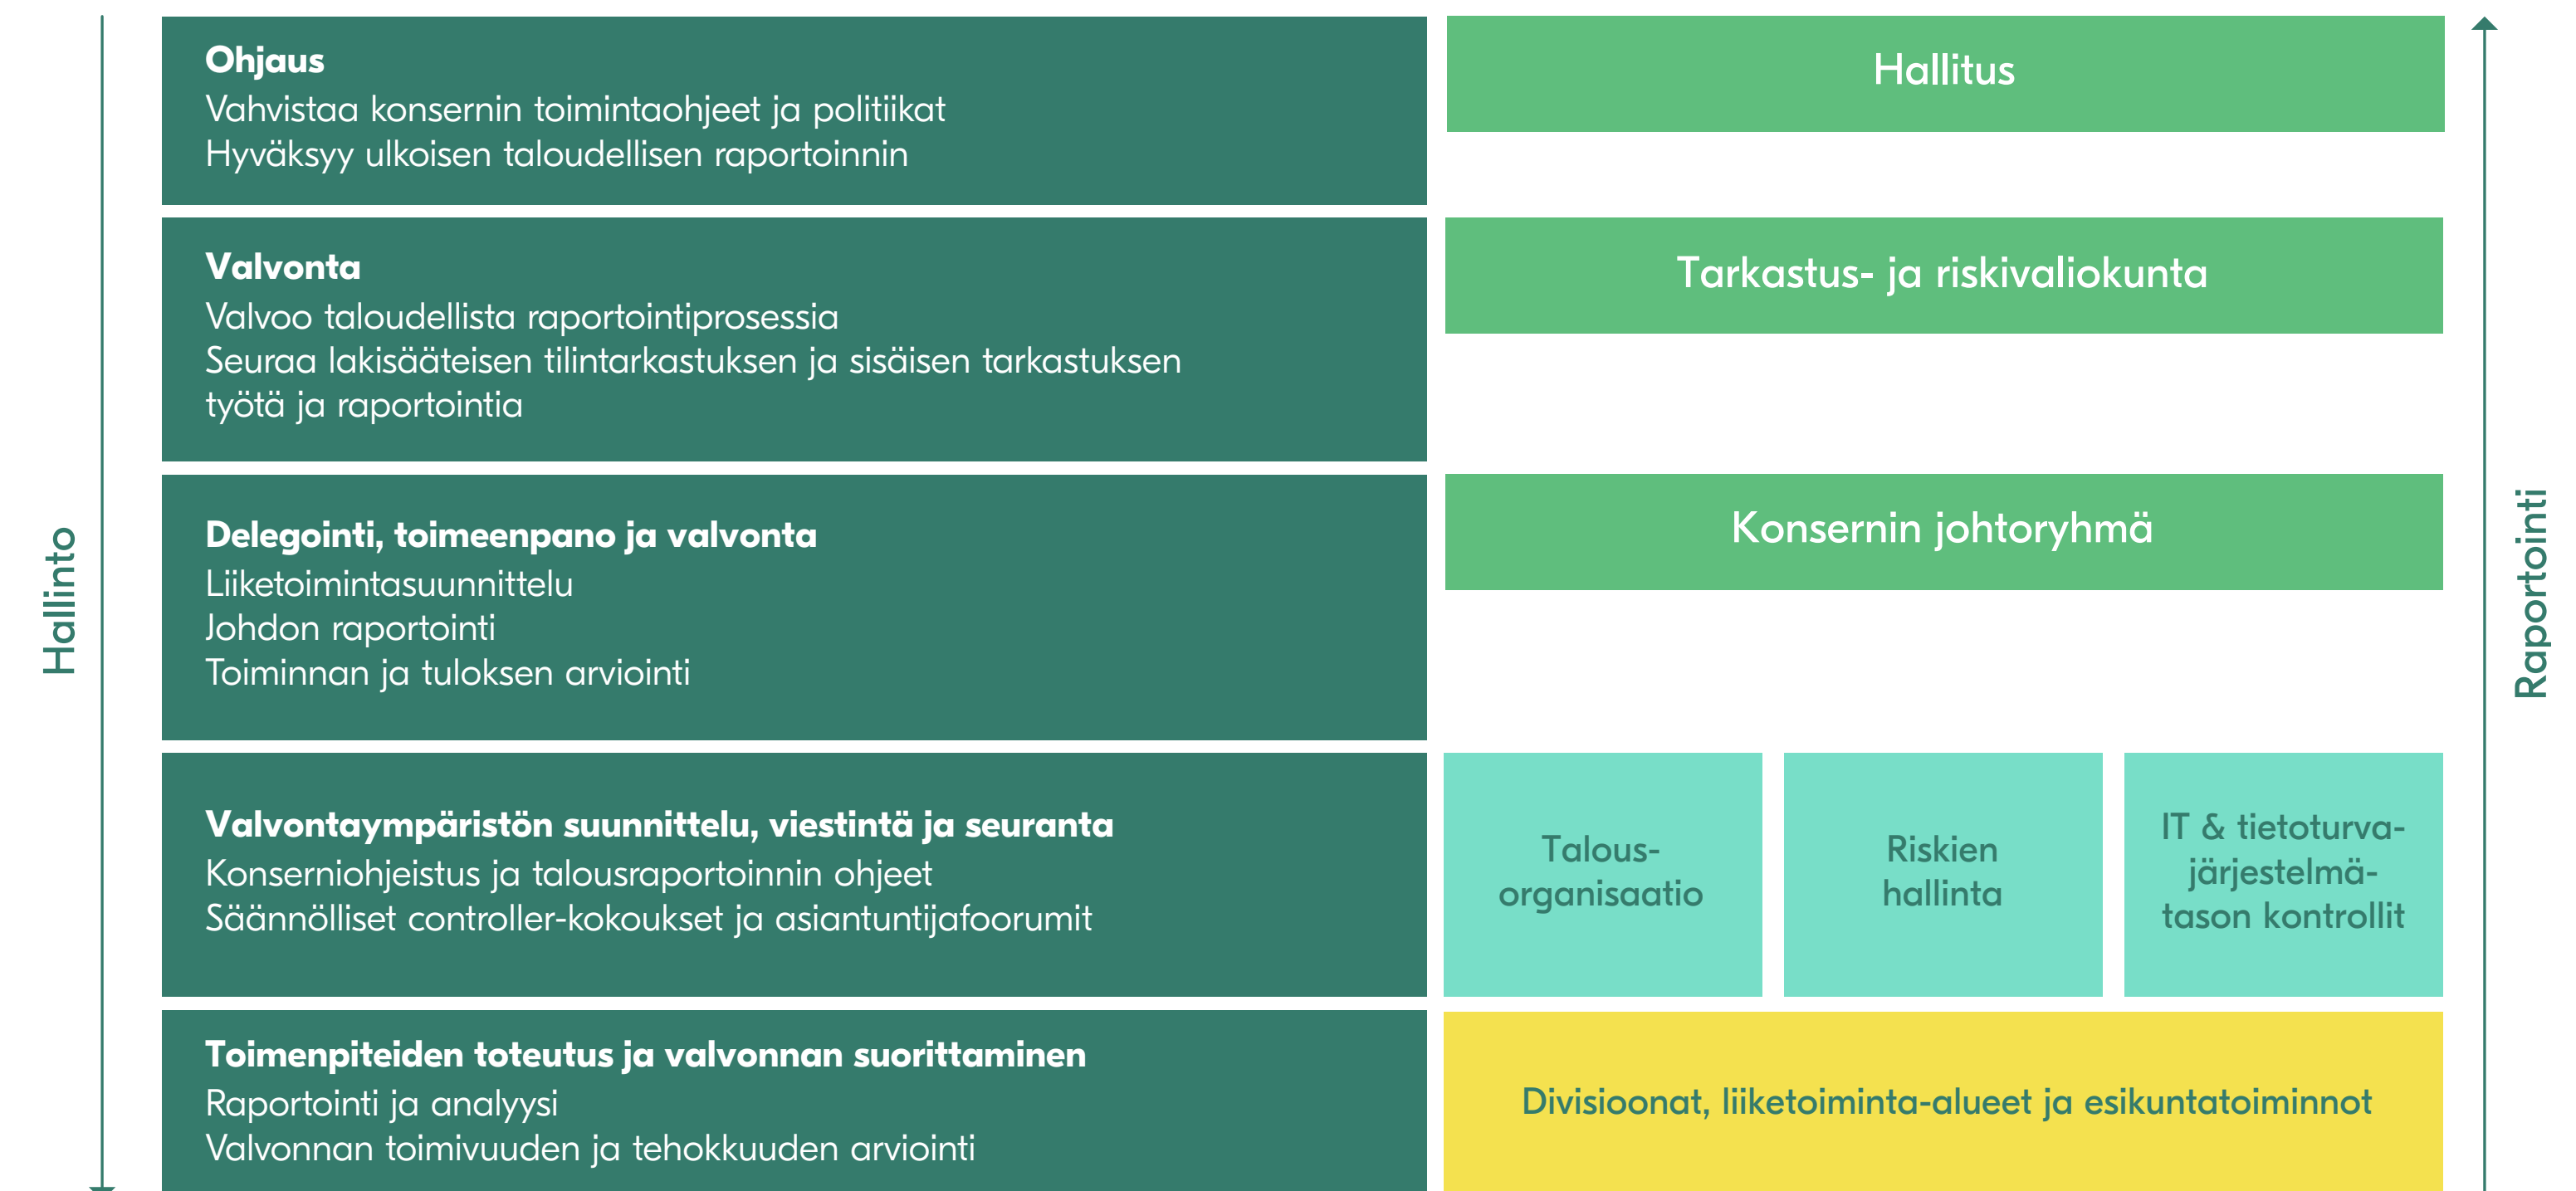 Hallinto
Ohjaus
Vahvistaa konsernin toimintaohjeet ja politiikat
Hyväksyy ulkoisen taloudellisen raportoinnin
Hallitus
Valvonta
Valvoo taloudellista raportointiprosessia
Seuraa lakisääteisen tilintarkastuksen ja sisäisen tarkastuksen
työtä ja raportointia
Tarkastus- ja riskivaliokunta
Delegointi, toimeenpano ja valvonta
Liiketoimintasuunnittelu
Johdon raportointi
Toiminnan ja tuloksen arviointi
Konsernin johtoryhmä
Valvontaympäristön suunnittelu, viestintä ja seuranta
Konserniohjeistus ja talousraportoinnin ohjeet
Säännölliset controller-kokoukset ja asiantuntijafoorumit
Talous-
organisaatio
Riskien
hallinta
IT & tietoturva-
järjestelmä-
tason kontrollit
Toimenpiteiden toteutus ja valvonnan suorittaminen
Raportointi ja analyysi
Valvonnan toimivuuden ja tehokkuuden arviointi
Divisioonat, liiketoiminta-alueet ja esikuntatoiminnot
Raportointi